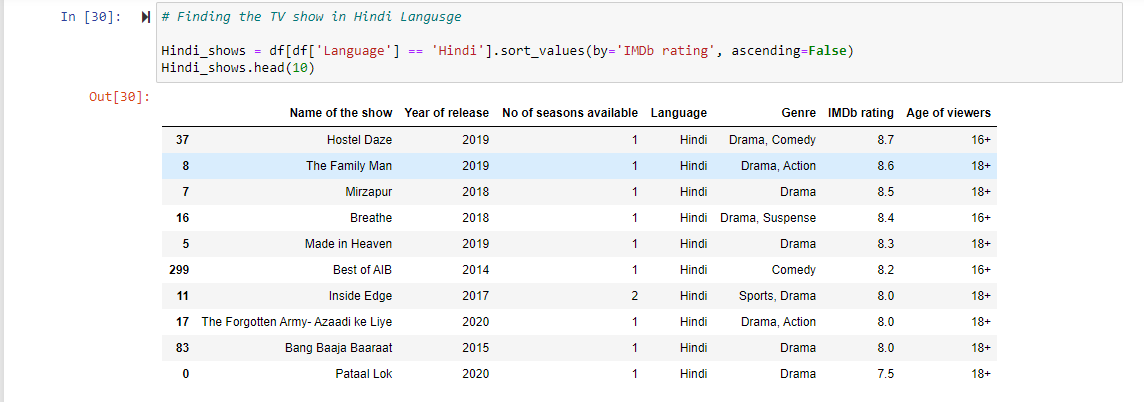 In [30]: # Finding the TV show in Hindi Langusge
Hindi_shows = df[df['Language'] == 'Hindi'].sort_values(by='IMDb rating', ascending=False)
Hindi_shows.head(10)
Out[30]:
Name of the show Year of release No of seasons available Language Genre IMDb rating Age of viewers
37 Hostel Daze 2019 1 Hindi Drama, Comedy 8.7 16+
8 The Family Man 2019 1 Hindi Drama, Action 8.6 18+
7 Mirzapur 2018 1 Hindi Drama 8.5 18+
16 Breathe 2018 1 Hindi Drama, Suspense 8.4 16+
5 Made in Heaven 2019 1 Hindi Drama 8.3 18+
299 Best of AIB 2014 1 Hindi Comedy 8.2 16+
11 Inside Edge 2017 2 Hindi Sports, Drama 8.0 18+
17 The Forgotten Army- Azaadi ke Liye 2020 1 Hindi Drama, Action 8.0 18+
83 Bang Baaja Baaraat 2015 1 Hindi Drama 8.0 18+
0 Pataal Lok 2020 1 Hindi Drama 7.5 18+